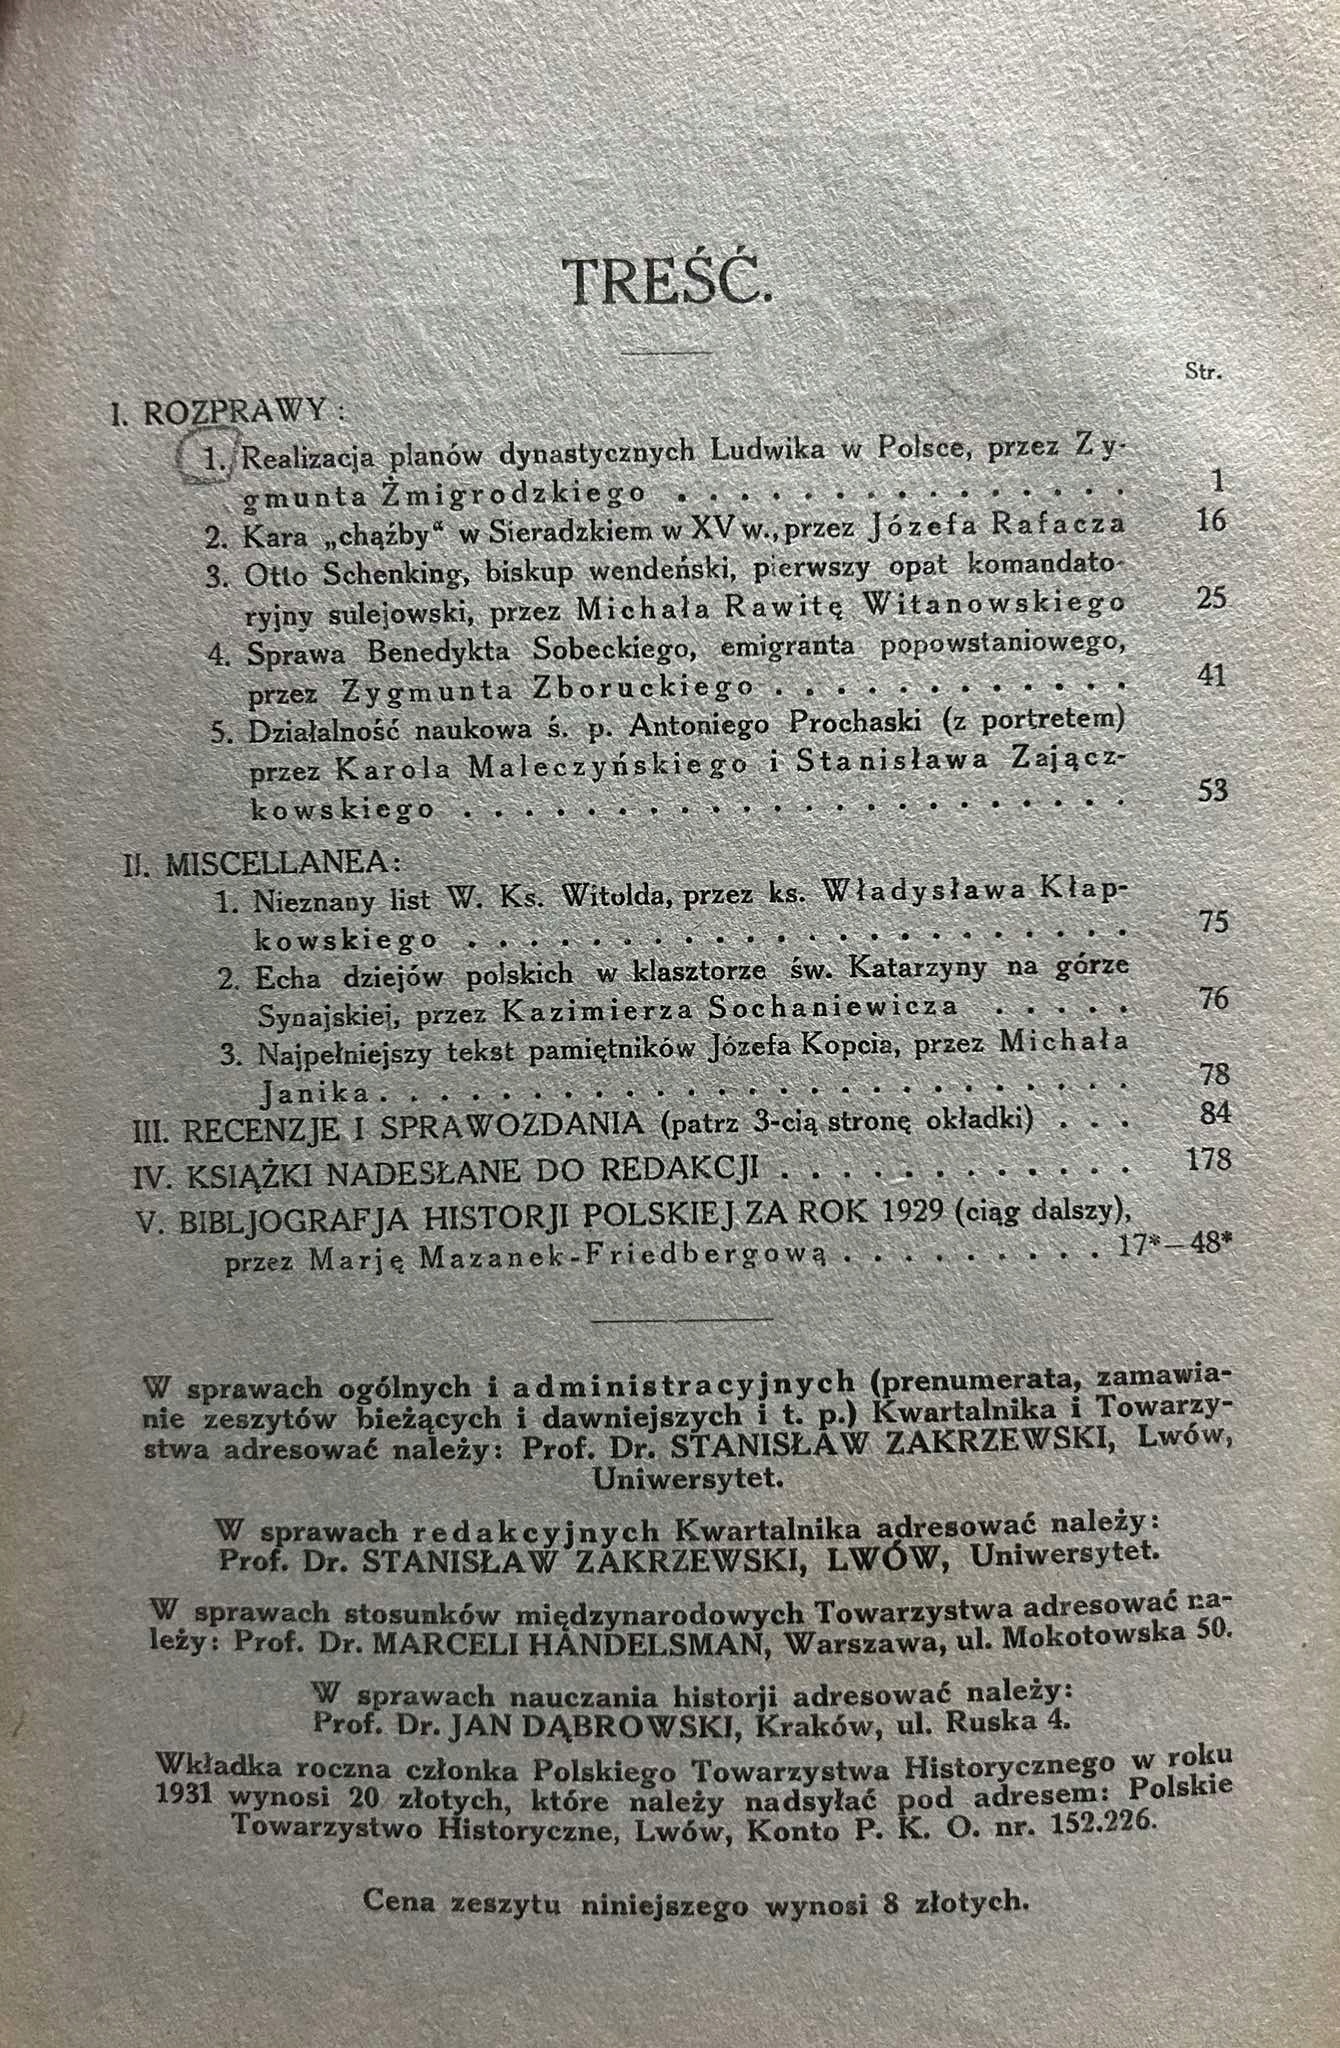 TREŚĆ.
Str.
I. ROZPRAWY:
1. Realizacja planów dynastycznych Ludwika w Polsce, przez Zy-
gmunta Żmigrodzkiego . . . . . . . . . . . . . . . 1
2. Kara „chąźby“ w Sieradzkiem w XV w., przez Józefa Rafacza 16
3. Otto Schenking, biskup wendeński, pierwszy opat komandato-
ryjny sulejowski, przez Michała Rawitę Witanowskiego 25
4. Sprawa Benedykta Sobeckiego, emigranta popowstaniowego,
przez Zygmunta Zboruckiego . . . . . . . . . . . . 41
5. Działalność naukowa ś. p. Antoniego Prochaski (z portretem)
przez Karola Maleczyńskiego i Stanisława Zającz-
kowskiego . . . . . . . . . . . . . . . . . . . . . . 53
II. MISCELLANEA:
1. Nieznany list W. Ks. Witolda, przez ks. Władysława Kłap-
kowskiego . . . . . . . . . . . . . . . . . . . . . . 75
2. Echa dziejów polskich w klasztorze św. Katarzyny na górze
Synajskiej, przez Kazimierza Sochaniewicza . . . . . 76
3. Najpełniejszy tekst pamiętników Józefa Kopcia, przez Michała
Janika . . . . . . . . . . . . . . . . . . . . . . . . . 78
III. RECENZJE I SPRAWOZDANIA (patrz 3-cią stronę okładki) . . . 84
IV. KSIĄŻKI NADESŁANE DO REDAKCJI . . . . . . . . . . . . 178
V. BIBLJOGRAFJA HISTORJI POLSKIEJ ZA ROK 1929 (ciąg dalszy),
przez Marję Mazanek-Friedbergową . . . . . . . . . 17*—48*
W sprawach ogólnych i administracyjnych (prenumerata, zamawia-
nie zeszytów bieżących i dawniejszych i t. p.) Kwartalnika i Towarzy-
stwa adresować należy: Prof. Dr. STANISŁAW ZAKRZEWSKI, Lwów,
Uniwersytet.
W sprawach redakcyjnych Kwartalnika adresować należy:
Prof. Dr. STANISŁAW ZAKRZEWSKI, LWÓW, Uniwersytet.
W sprawach stosunków międzynarodowych Towarzystwa adresować na-
leży: Prof. Dr. MARCELI HANDELSMAN, Warszawa, ul. Mokotowska 50.
W sprawach nauczania historji adresować należy:
Prof. Dr. JAN DĄBROWSKI, Kraków, ul. Ruska 4.
Wkładka roczna członka Polskiego Towarzystwa Historycznego w roku
1931 wynosi 20 złotych, które należy nadsyłać pod adresem: Polskie
Towarzystwo Historyczne, Lwów, Konto P. K. O. nr. 152.226.
Cena zeszytu niniejszego wynosi 8 złotych.